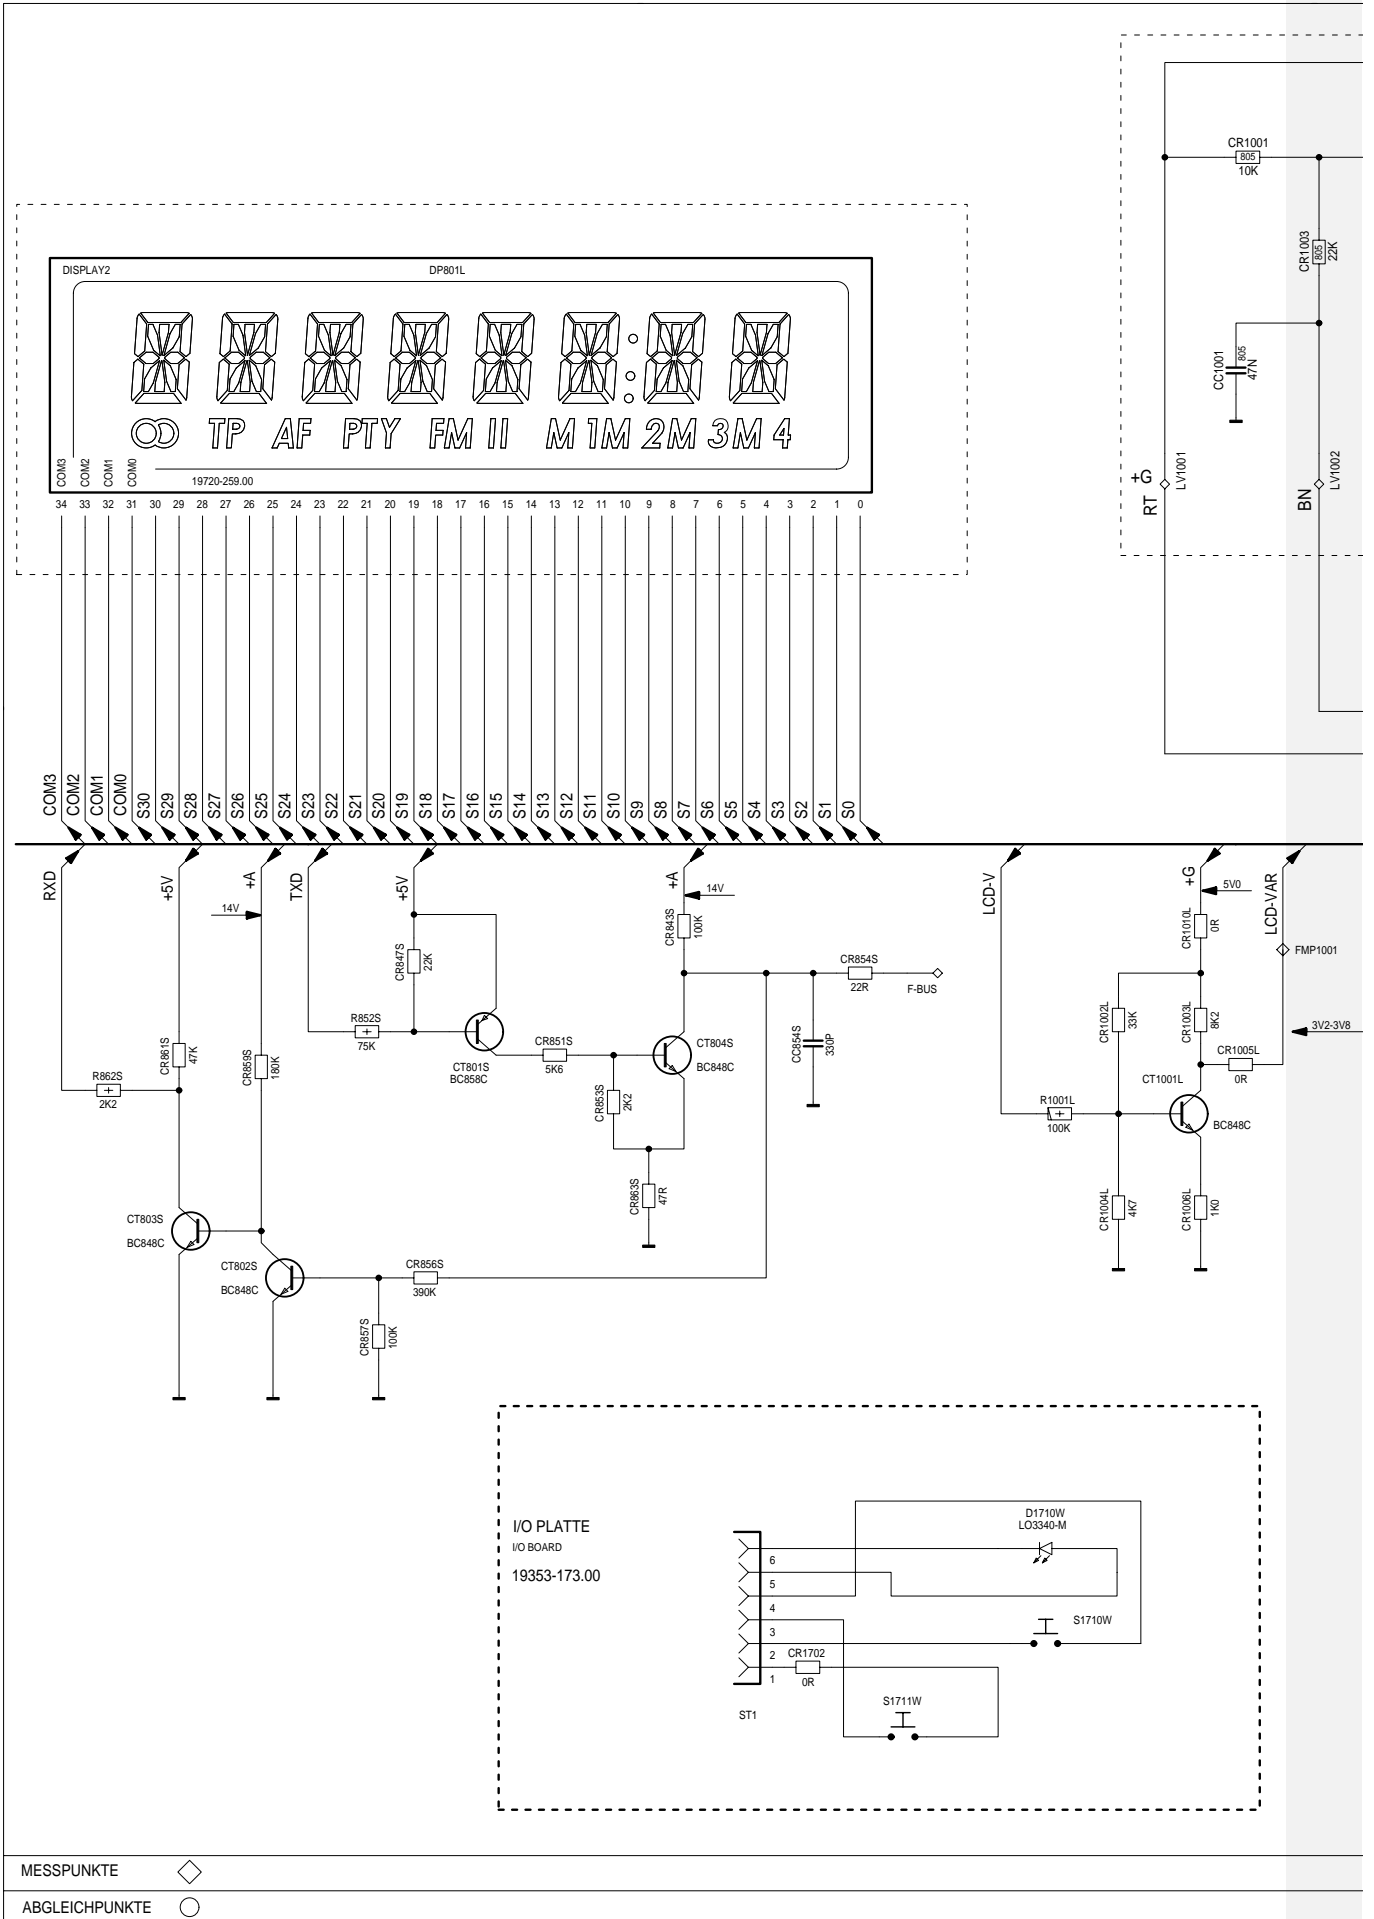 CR1001
805
10K
CR1003
805
22K
CC1001
805
47N
+G
RT
LV1001
BN
LV1002
DISPLAY2
DP801L
TP AF PTY FM II M 1 M 2 M 3 M 4
COM3 COM2 COM1 COM0
19720-259.00
34 33 32 31 30 29 28 27 26 25 24 23 22 21 20 19 18 17 16 15 14 13 12 11 10 9 8 7 6 5 4 3 2 1 0
COM3 COM2 COM1 COM0 S30 S29 S28 S27 S26 S25 S24 S23 S22 S21 S20 S19 S18 S17 S16 S15 S14 S13 S12 S11 S10 S9 S8 S7 S6 S5 S4 S3 S2 S1 S0
RXD
+5V
+A
TXD
+5V
+A
LCD-V
+G
LCD-VAR
14V
14V
5V0
CR843S
100K
CR1010L
0R
FMP1001
CR847S
22K
CR854S
22R
F-BUS
R852S
75K
CT801S
BC858C
CR851S
5K6
CT804S
BC848C
CC854S
330P
CR1002L
33K
CR1003L
8K2
3V2-3V8
CR861S
47K
CR859S
180K
R862S
2K2
CR853S
2K2
CR1005L
0R
CT1001L
BC848C
R1001L
100K
CR863S
47R
CR1004L
4K7
CR1006L
1K0
CT803S
BC848C
CT802S
BC848C
CR856S
390K
CR857S
100K
I/O PLATTE
I/O BOARD
19353-173.00
D1710W
LO3340-M
6
5
4
3
2
1
S1710W
CR1702
0R
S1711W
ST1
MESSPUNKTE
ABGLEICHPUNKTE